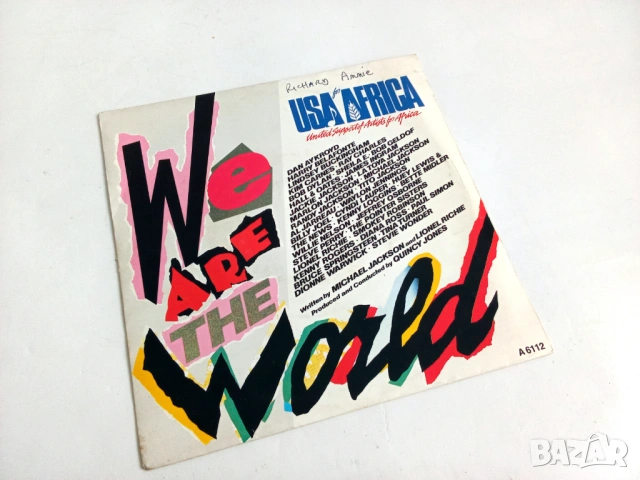 RICHARD Annie
We
ARE
THE
World
for
USA AFRICA
United Support of Artists for Africa
DAN AYKROYD
HARRY BELAFONTE
LINDSEY BUCKINGHAM
KIM CARNES RAY CHARLES
BOB DYLAN SHEILA E. BOB GELDOF
HALL & OATES JAMES INGRAM
JACKIE JACKSON LA TOYA JACKSON
MARLON JACKSON MICHAEL JACKSON
AL JARREAU WAYLON JENNINGS
BILLY JOEL CYNDI LAUPER HUEY LEWIS &
THE NEWS KENNY LOGGINS BETTE MIDLER
WILLIE NELSON JEFFREY OSBORNE
STEVE PERRY THE POINTER SISTERS
LIONEL RICHIE SMOKEY ROBINSON
KENNY ROGERS DIANA ROSS PAUL SIMON
BRUCE SPRINGSTEEN TINA TURNER
DIONNE WARWICK STEVIE WONDER
Written by MICHAEL JACKSON and LIONEL RICHIE
Produced and Conducted by QUINCY JONES
A 6112
BAZAR